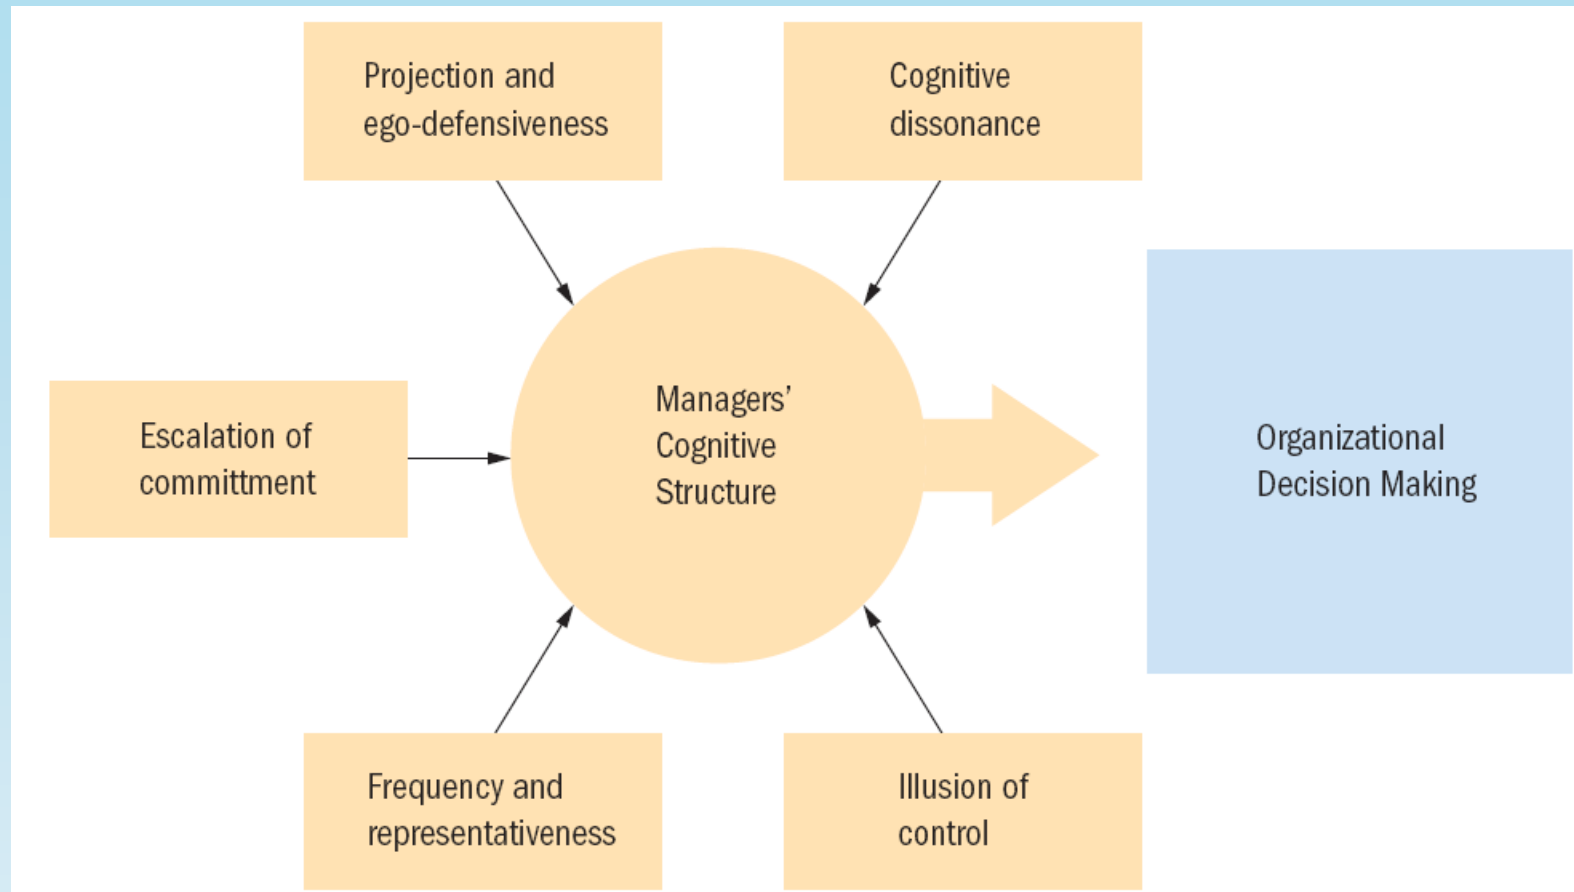 Projection and
ego-defensiveness
Cognitive
dissonance
Escalation of
committment
Managers’
Cognitive
Structure
Organizational
Decision Making
Frequency and
representativeness
Illusion of
control